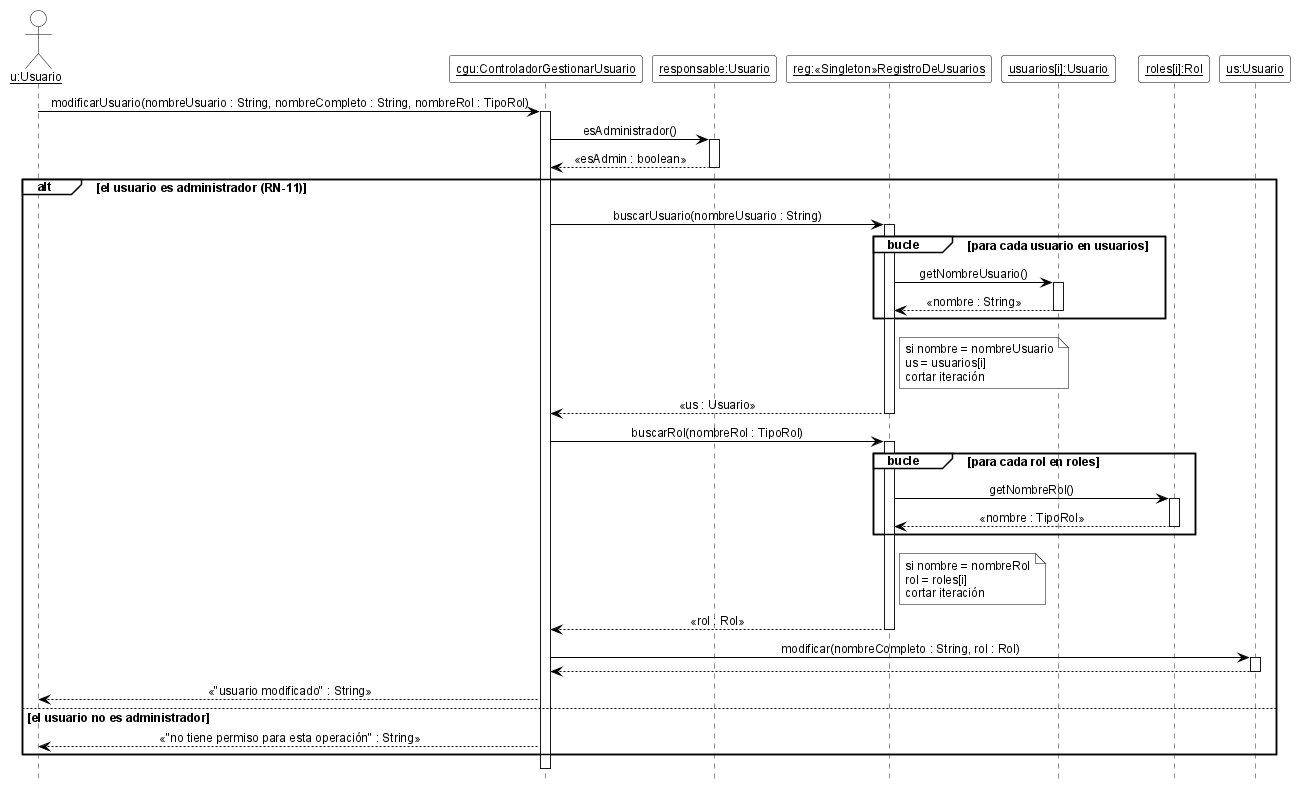 u:Usuario
cgu:ControladorGestionarUsuario
responsable:Usuario
reg:«Singleton»RegistroDeUsuarios
usuarios[i]:Usuario
roles[i]:Rol
us:Usuario
modificarUsuario(nombreUsuario : String, nombreCompleto : String, nombreRol : TipoRol)
esAdministrador()
«esAdmin : boolean»
alt
[el usuario es administrador (RN-11)]
buscarUsuario(nombreUsuario : String)
bucle
[para cada usuario en usuarios]
getNombreUsuario()
«nombre : String»
si nombre = nombreUsuario
us = usuarios[i]
cortar iteración
«us : Usuario»
buscarRol(nombreRol : TipoRol)
bucle
[para cada rol en roles]
getNombreRol()
«nombre : TipoRol»
si nombre = nombreRol
rol = roles[i]
cortar iteración
«rol : Rol»
modificar(nombreCompleto : String, rol : Rol)
«"usuario modificado" : String»
[el usuario no es administrador]
«"no tiene permiso para esta operación" : String»